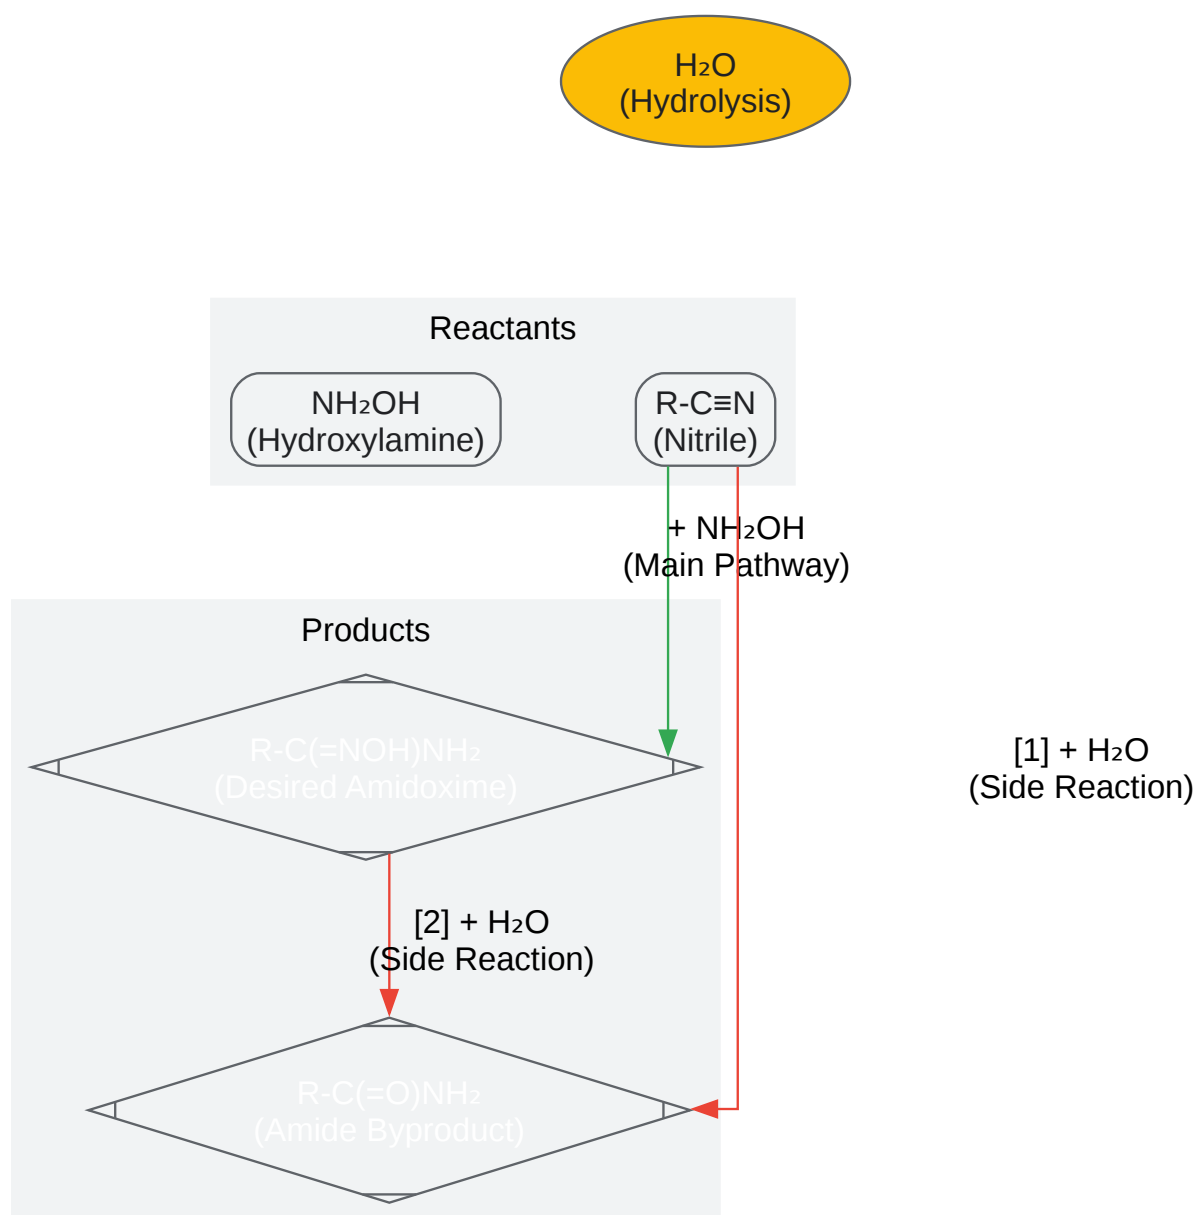 H₂O
(Hydrolysis)
Reactants
NH₂OH
(Hydroxylamine)
R-C≡N
(Nitrile)
+ NH₂OH
(Main Pathway)
Products
R-C(=NOH)NH₂
(Desired Amidoxime)
[1] + H₂O
(Side Reaction)
[2] + H₂O
(Side Reaction)
R-C(=O)NH₂
(Amide Byproduct)